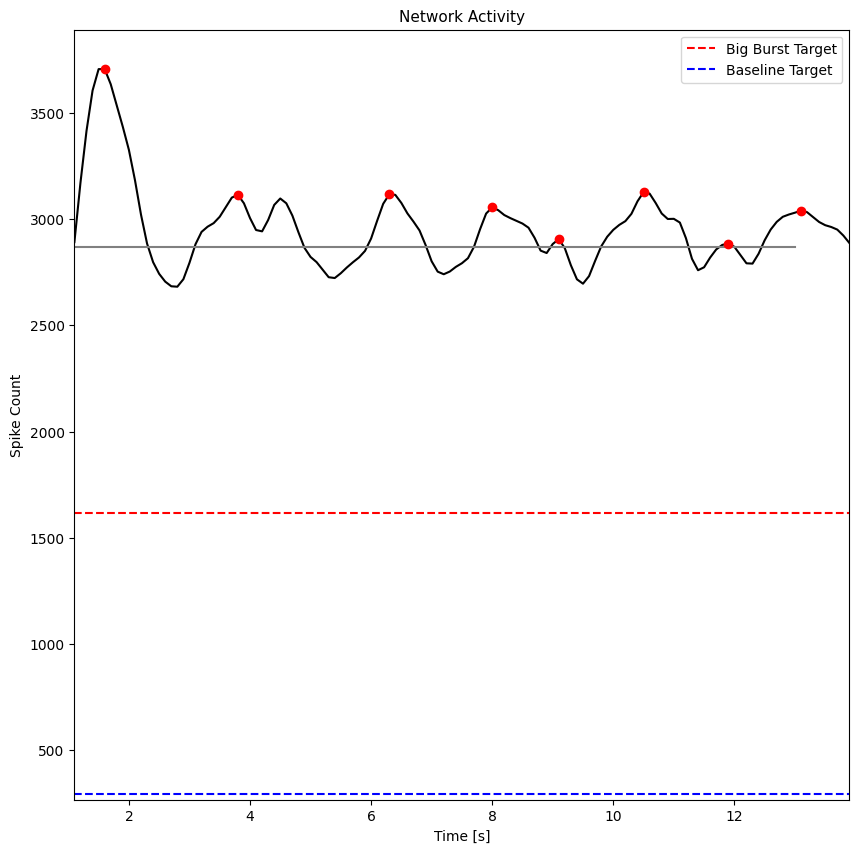 Network Activity
Big Burst Target
Baseline Target
3500
3000
2500
2000
1500
1000
500
Spike Count
2 4 6 8 10 12
Time [s]